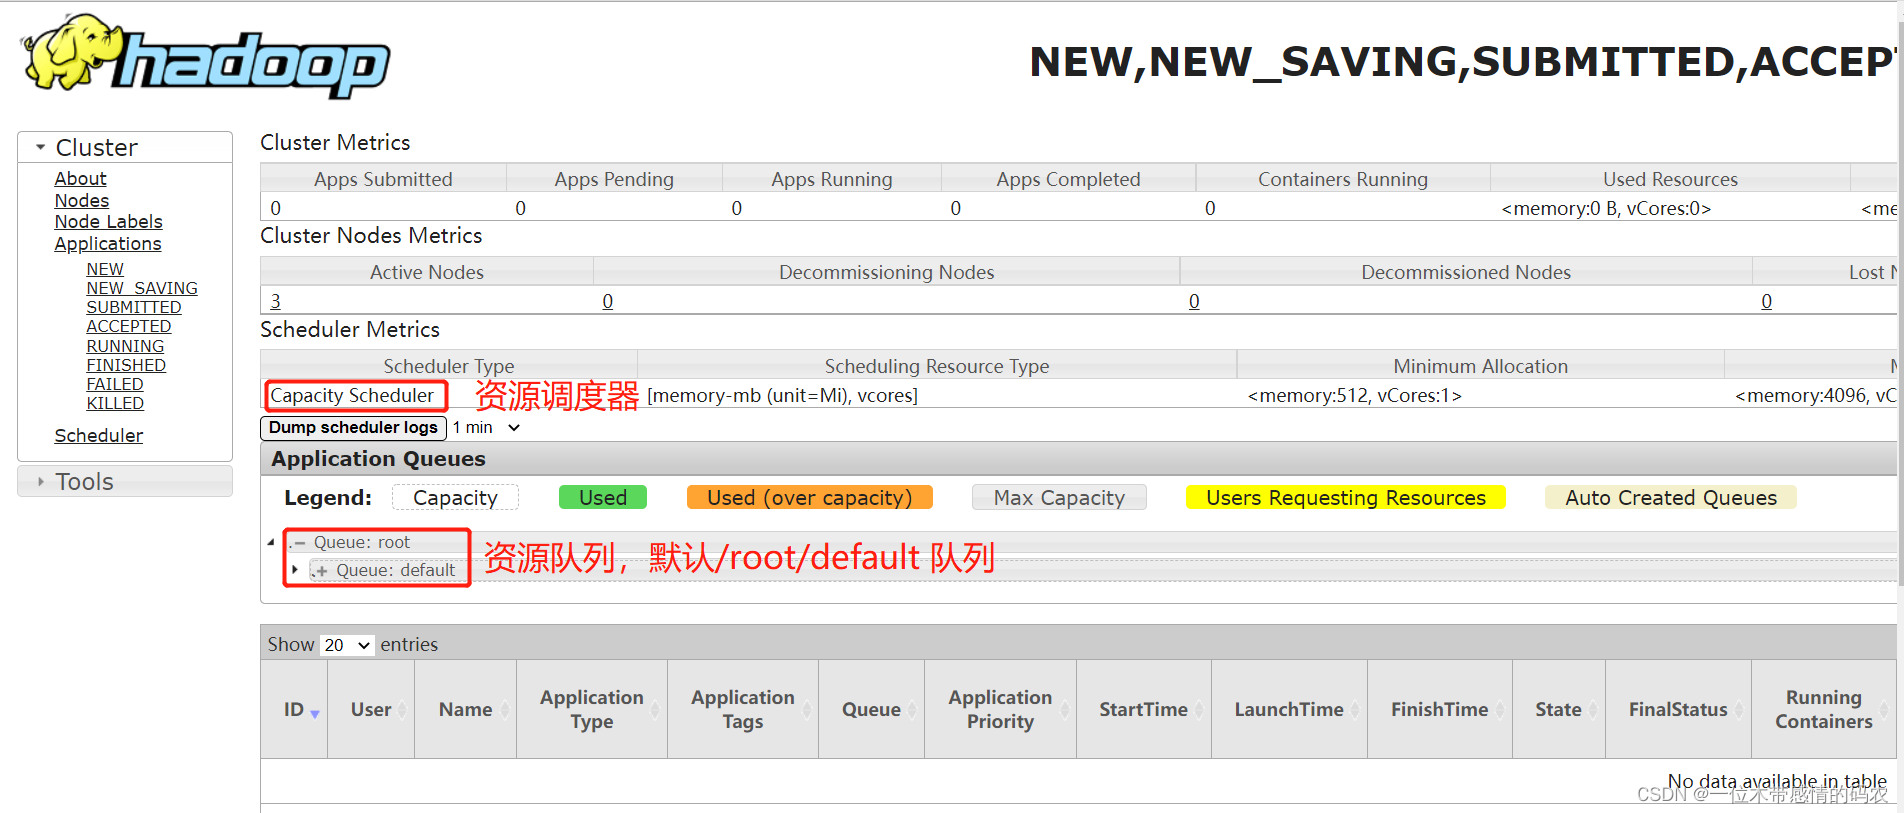 hadoop
NEW,NEW_SAVING,SUBMITTED,ACCEPT
Cluster
About
Nodes
Node Labels
Applications
NEW
NEW_SAVING
SUBMITTED
ACCEPTED
RUNNING
FINISHED
FAILED
KILLED
Scheduler
Tools
Cluster Metrics
Apps Submitted Apps Pending Apps Running Apps Completed Containers Running Used Resources
0 0 0 0 0 <memory:0 B, vCores:0> <me
Cluster Nodes Metrics
Active Nodes Decommissioning Nodes Decommissioned Nodes Lost N
3 0 0 0
Scheduler Metrics
Scheduler Type Scheduling Resource Type Minimum Allocation M
Capacity Scheduler 资源调度器 [memory-mb (unit=Mi), vcores] <memory:512, vCores:1> <memory:4096, vC
Dump scheduler logs 1 min
Application Queues
Legend: Capacity Used Used (over capacity) Max Capacity Users Requesting Resources Auto Created Queues
Queue: root
资源队列，默认/root/default 队列
Queue: default
Show 20 entries
ID User Name Application Type Application Tags Queue Application Priority StartTime LaunchTime FinishTime State FinalStatus Running Containers
No data available in table
CSDN @一位木带感情的码农